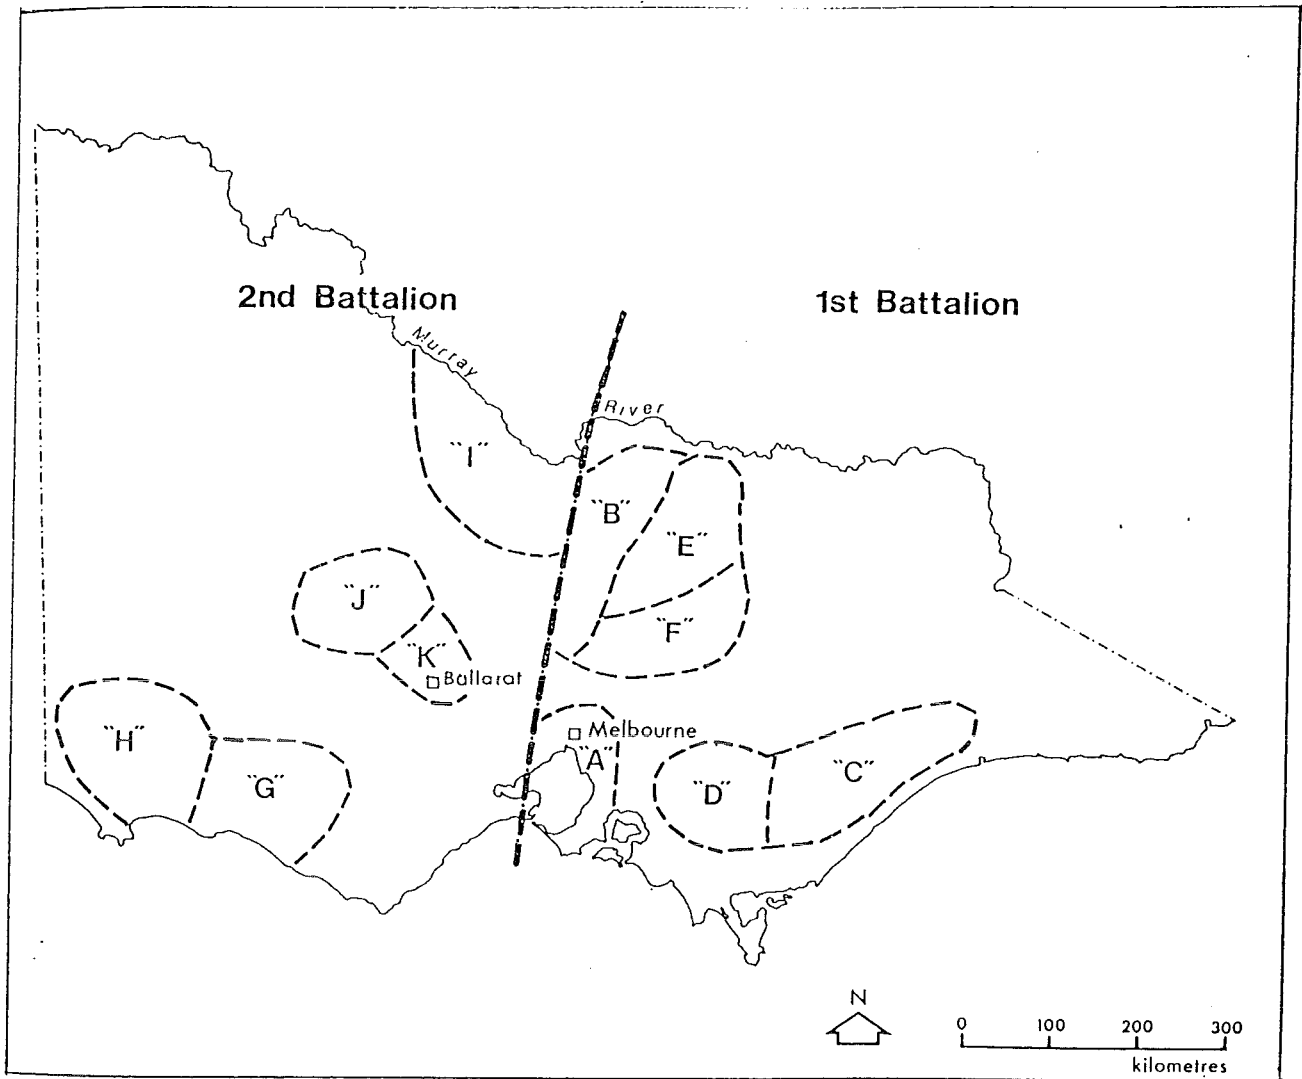 2nd Battalion
1st Battalion
Murray
River
"I"
"B"
"E"
"J"
"F"
"K"
Ballarat
"H"
Melbourne
"A"
"G"
"D"
"C"
N
0 100 200 300
kilometres